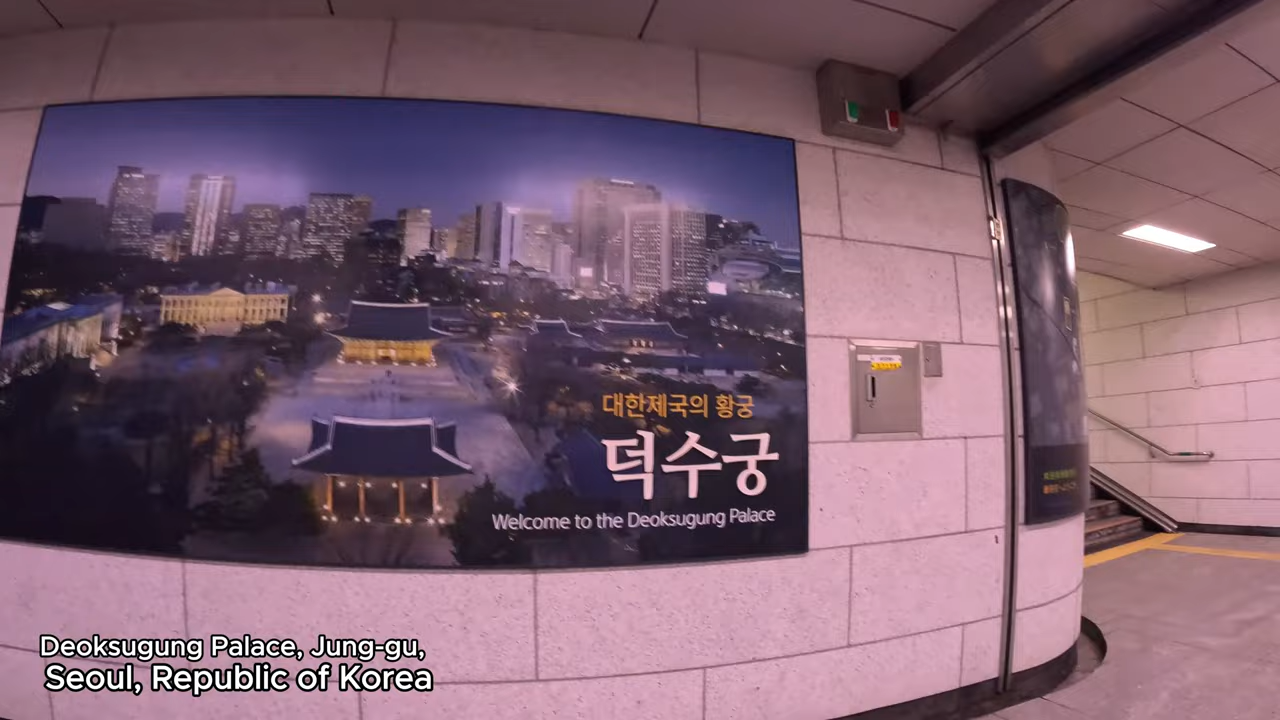 대한제국의 황궁
덕수궁
Welcome to the Deoksugung Palace
Deoksugung Palace, Jung-gu,
Seoul, Republic of Korea